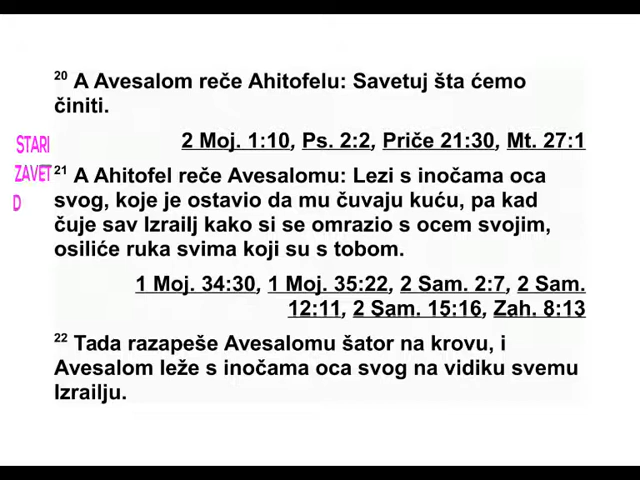 20 A Avesalom reče Ahitofelu: Savetuj šta ćemo
činiti.
2 Moj. 1:10, Ps. 2:2, Priče 21:30, Mt. 27:1
STARI
ZAVET
D
21 A Ahitofel reče Avesalomu: Lezi s inočama oca
svog, koje je ostavio da mu čuvaju kuću, pa kad
čuje sav Izrailj kako si se omrazio s ocem svojim,
osiliće ruka svima koji su s tobom.
1 Moj. 34:30, 1 Moj. 35:22, 2 Sam. 2:7, 2 Sam.
12:11, 2 Sam. 15:16, Zah. 8:13
22 Tada razapeše Avesalomu šator na krovu, i
Avesalom leže s inočama oca svog na vidiku svemu
Izrailju.